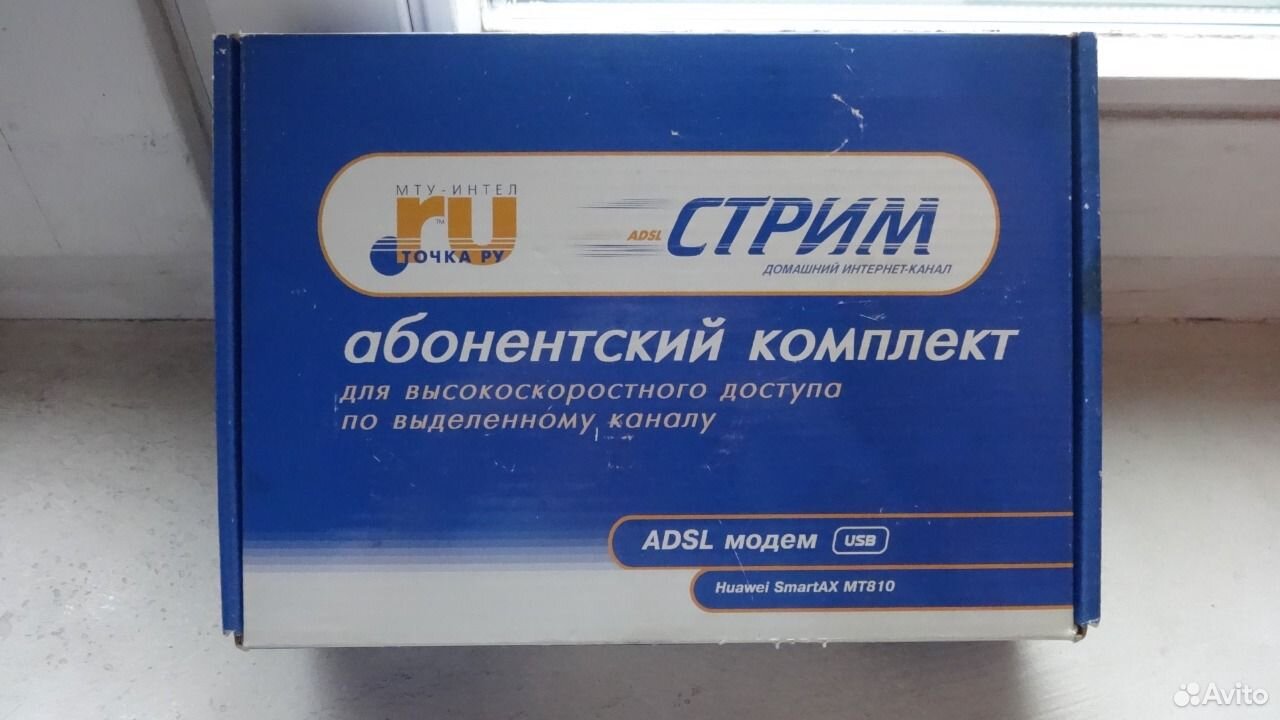 МТУ-ИНТЕЛ
.ru™
ТОЧКА РУ
ADSL СТРИМ
ДОМАШНИЙ ИНТЕРНЕТ-КАНАЛ
абонентский комплект
для высокоскоростного доступа
по выделенному каналу
ADSL модем USB
Huawei SmartAX MT810
Avito